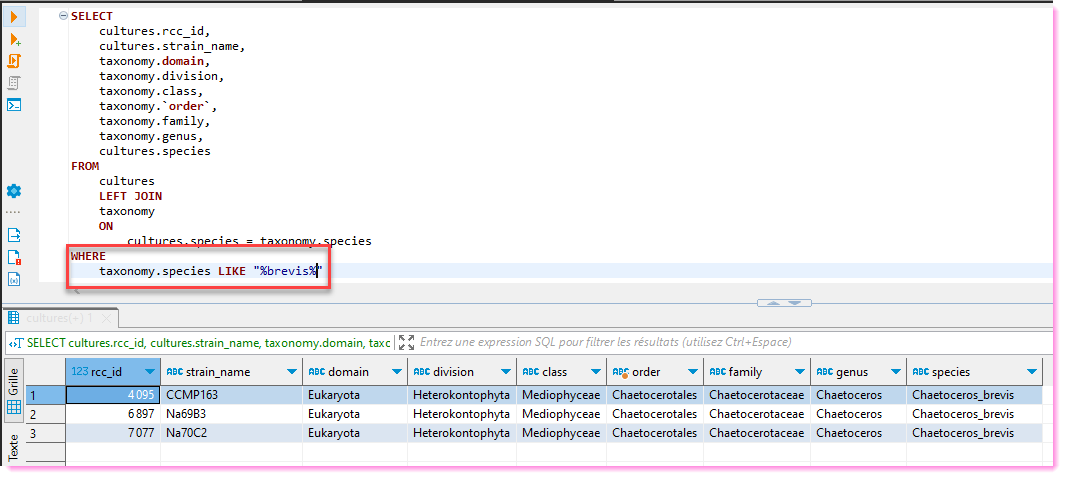 SELECT
cultures.rcc_id,
cultures.strain_name,
taxonomy.domain,
taxonomy.division,
taxonomy.class,
taxonomy.`order`,
taxonomy.family,
taxonomy.genus,
cultures.species
FROM
cultures
LEFT JOIN
taxonomy
ON
cultures.species = taxonomy.species
WHERE
taxonomy.species LIKE "%brevis%"
cultures(+) 1
SELECT cultures.rcc_id, cultures.strain_name, taxonomy.domain, taxc
Entrez une expression SQL pour filtrer les résultats (utilisez Ctrl+Espace)
Grille
Texte
123 rcc_id ABC strain_name ABC domain ABC division ABC class ABC order ABC family ABC genus ABC species
1 4 095 CCMP163 Eukaryota Heterokontophyta Mediophyceae Chaetocerotales Chaetocerotaceae Chaetoceros Chaetoceros_brevis
2 6 897 Na69B3 Eukaryota Heterokontophyta Mediophyceae Chaetocerotales Chaetocerotaceae Chaetoceros Chaetoceros_brevis
3 7 077 Na70C2 Eukaryota Heterokontophyta Mediophyceae Chaetocerotales Chaetocerotaceae Chaetoceros Chaetoceros_brevis